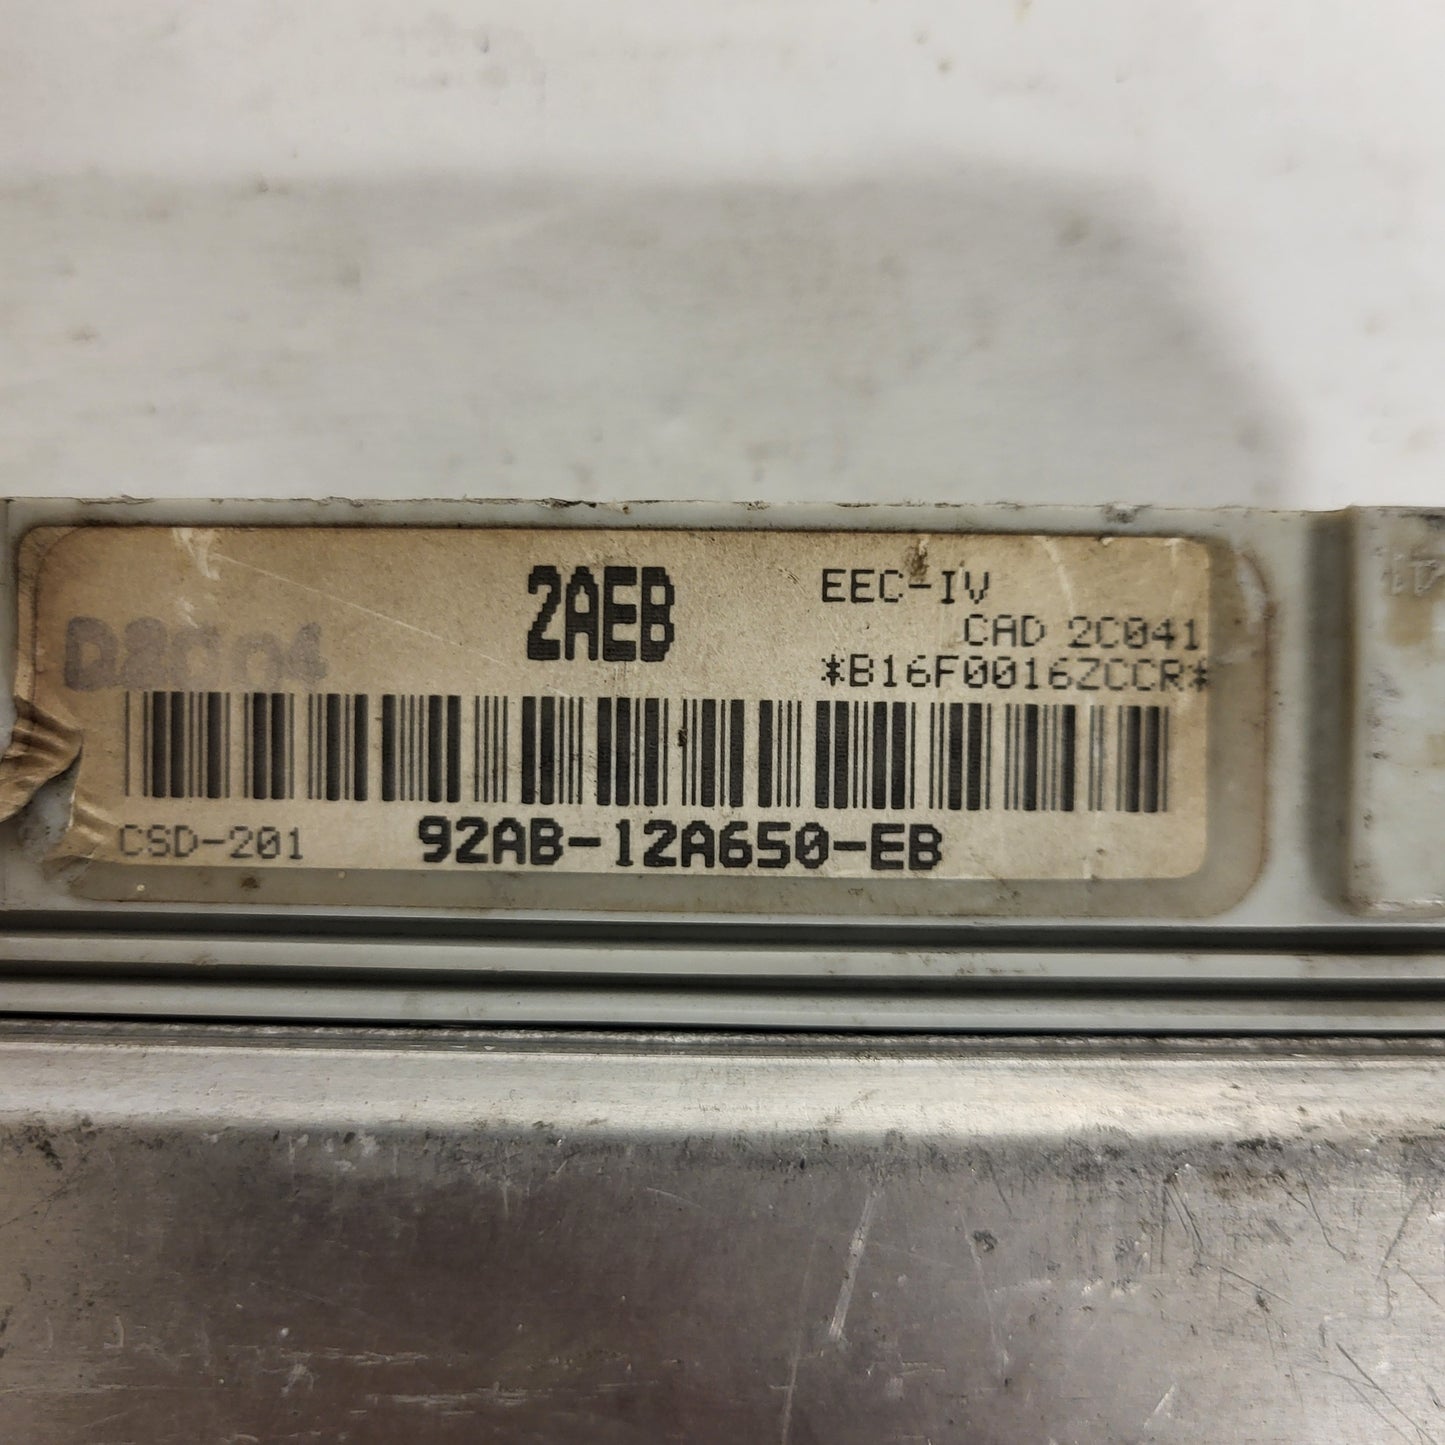 2AEB
EEC-IV
CAD 2C041
*B16F0016ZCCR*
CSD-201
92AB-12A650-EB